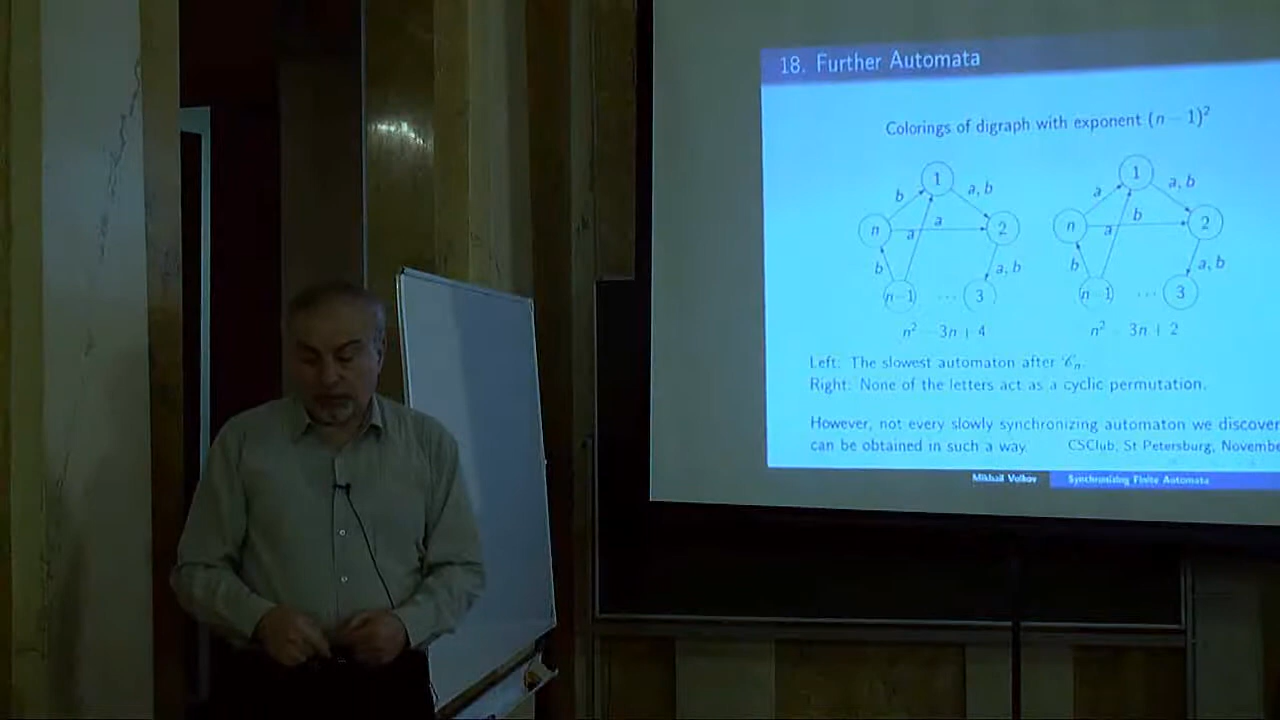 18. Further Automata
Colorings of digraph with exponent (n − 1)²
1 1
b a, b a a, b
n a 2 n b 2
a a
b a, b b a, b
n−1 ... 3 n−1 ... 3
n² − 3n + 4 n² − 3n + 2
Left: The slowest automaton after 𝒞ₙ.
Right: None of the letters act as a cyclic permutation.
However, not every slowly synchronizing automaton we discover
can be obtained in such a way. CSClub, St Petersburg, Novembe
Mikhail Volkov Synchronizing Finite Automata